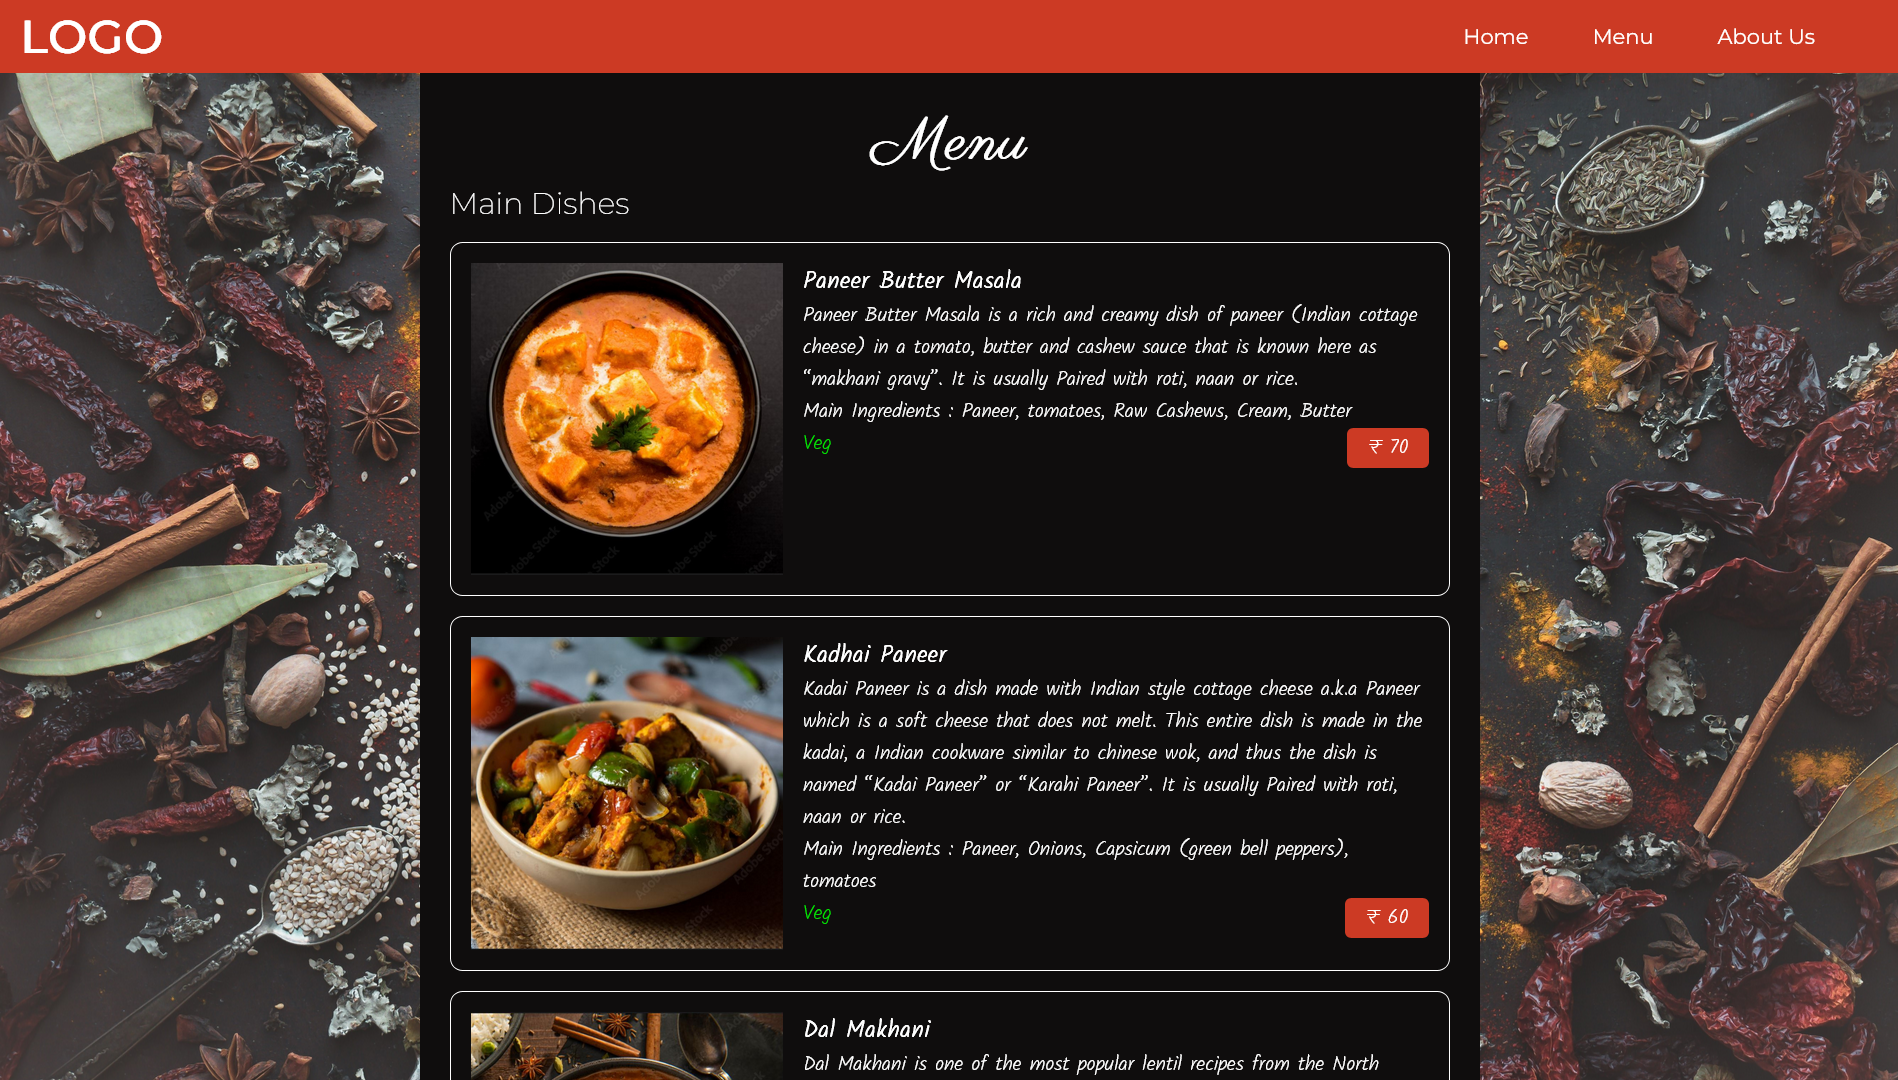 LOGO
Home Menu About Us
Menu
Main Dishes
Paneer Butter Masala
Paneer Butter Masala is a rich and creamy dish of paneer (Indian cottage
cheese) in a tomato, butter and cashew sauce that is known here as
“makhani gravy”. It is usually Paired with roti, naan or rice.
Main Ingredients : Paneer, tomatoes, Raw Cashews, Cream, Butter
Veg
₹ 70
Kadhai Paneer
Kadai Paneer is a dish made with Indian style cottage cheese a.k.a Paneer
which is a soft cheese that does not melt. This entire dish is made in the
kadai, a Indian cookware similar to chinese wok, and thus the dish is
named “Kadai Paneer” or “Karahi Paneer”. It is usually Paired with roti,
naan or rice.
Main Ingredients : Paneer, Onions, Capsicum (green bell peppers),
tomatoes
Veg
₹ 60
Dal Makhani
Dal Makhani is one of the most popular lentil recipes from the North
Adobe Stock
Adobe Stock
Adobe Stock